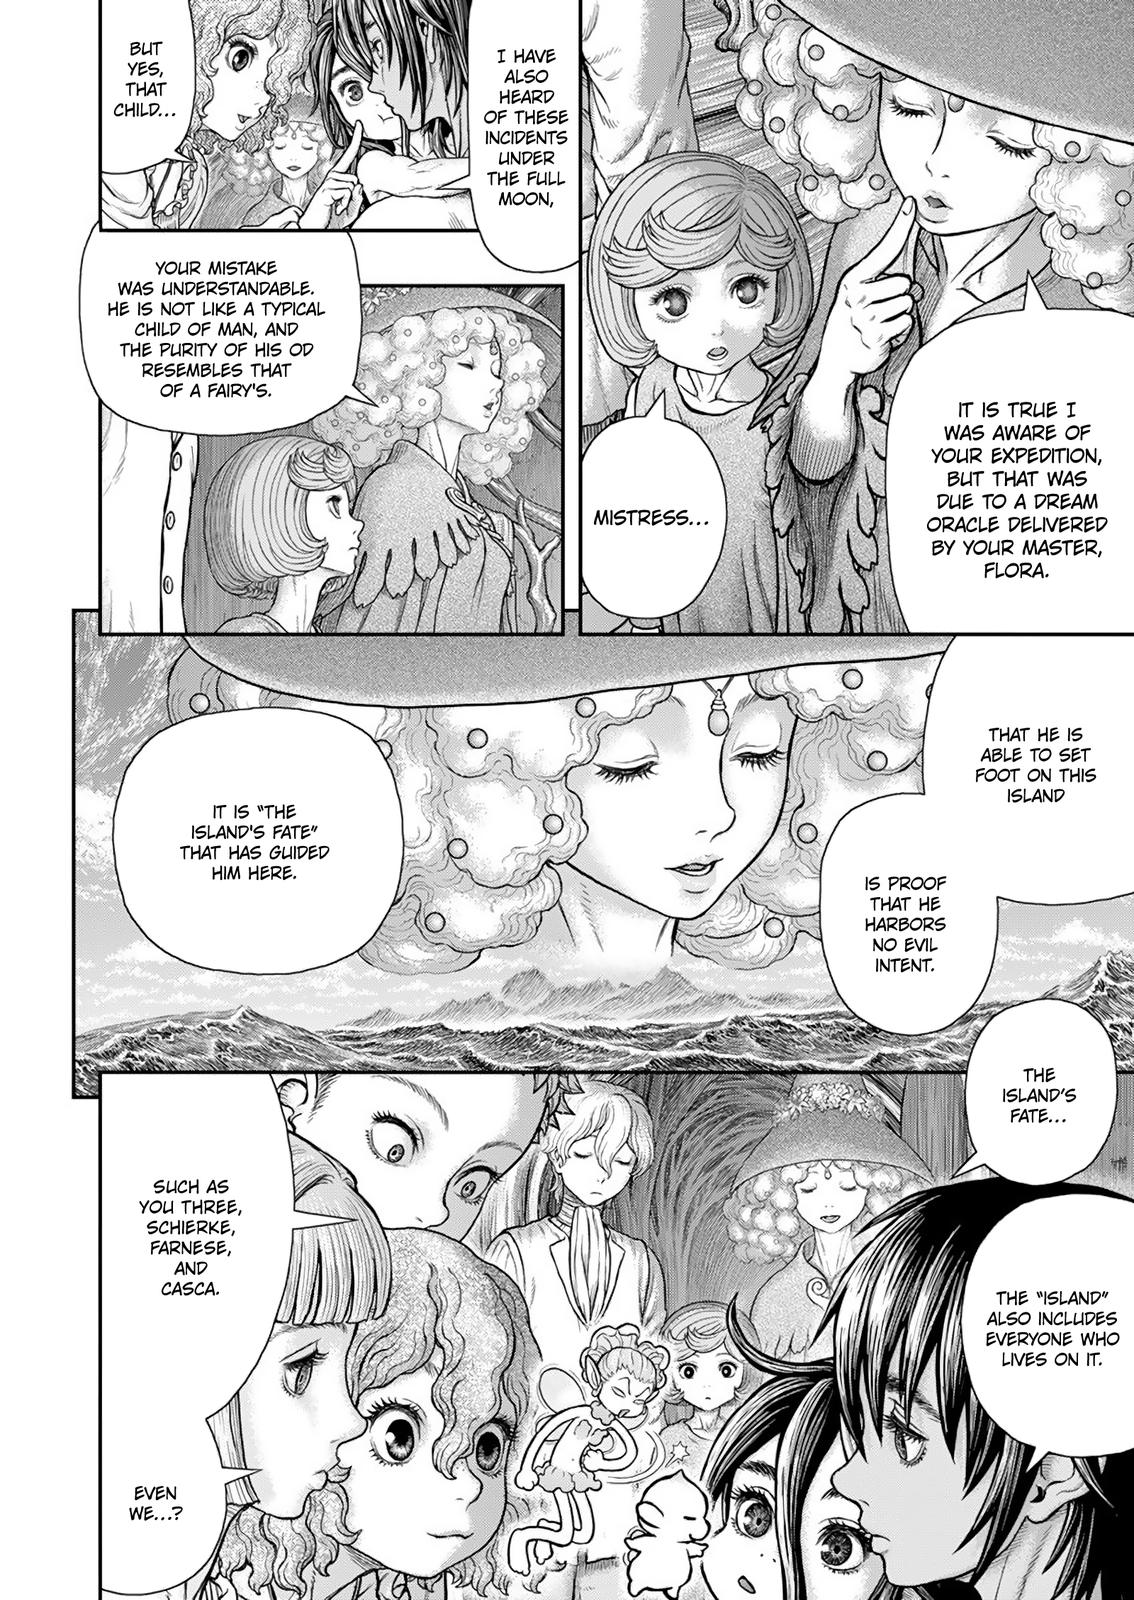 IT IS TRUE I
WAS AWARE OF
YOUR EXPEDITION,
BUT THAT WAS
DUE TO A DREAM
ORACLE DELIVERED
BY YOUR MASTER,
FLORA.
MISTRESS...
I HAVE
ALSO
HEARD
OF THESE
INCIDENTS
UNDER
THE FULL
MOON,
BUT
YES,
THAT
CHILD...
YOUR MISTAKE
WAS UNDERSTANDABLE.
HE IS NOT LIKE A TYPICAL
CHILD OF MAN, AND
THE PURITY OF HIS OD
RESEMBLES THAT
OF A FAIRY'S.
THAT HE IS
ABLE TO SET
FOOT ON THIS
ISLAND
IS PROOF
THAT HE
HARBORS
NO EVIL
INTENT.
IT IS "THE
ISLAND'S FATE"
THAT HAS GUIDED
HIM HERE.
THE
ISLAND'S
FATE...
THE "ISLAND"
ALSO INCLUDES
EVERYONE WHO
LIVES ON IT.
SUCH AS
YOU THREE,
SCHIERKE,
FARNESE,
AND
CASCA.
EVEN
WE...?